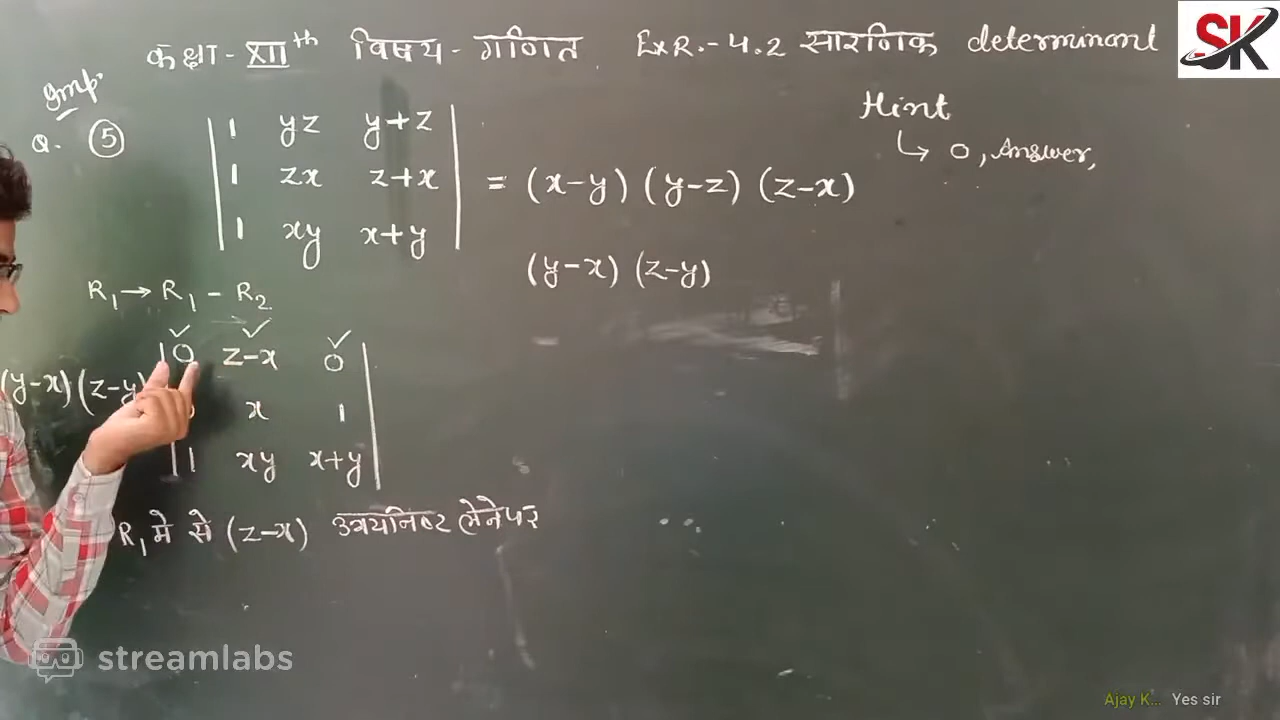 कक्षा - XIIth विषय - गणित Ex R. - 4.2 सारणिक determinant
SK
Imp.
Q. 5
| 1 yz y+z |
| 1 zx z+x | = (x-y) (y-z) (z-x)
| 1 xy x+y |
Hint
↳ 0, Answer,
(y-x) (z-y)
R₁ → R₁ - R₂
✓ ✓ ✓
| 0 z-x 0 |
(y-x)(z-y)
x 1
| 1 xy x+y |
R₁ मे से (z-x) उभयनिष्ट लेने पर
streamlabs
Ajay K... Yes sir